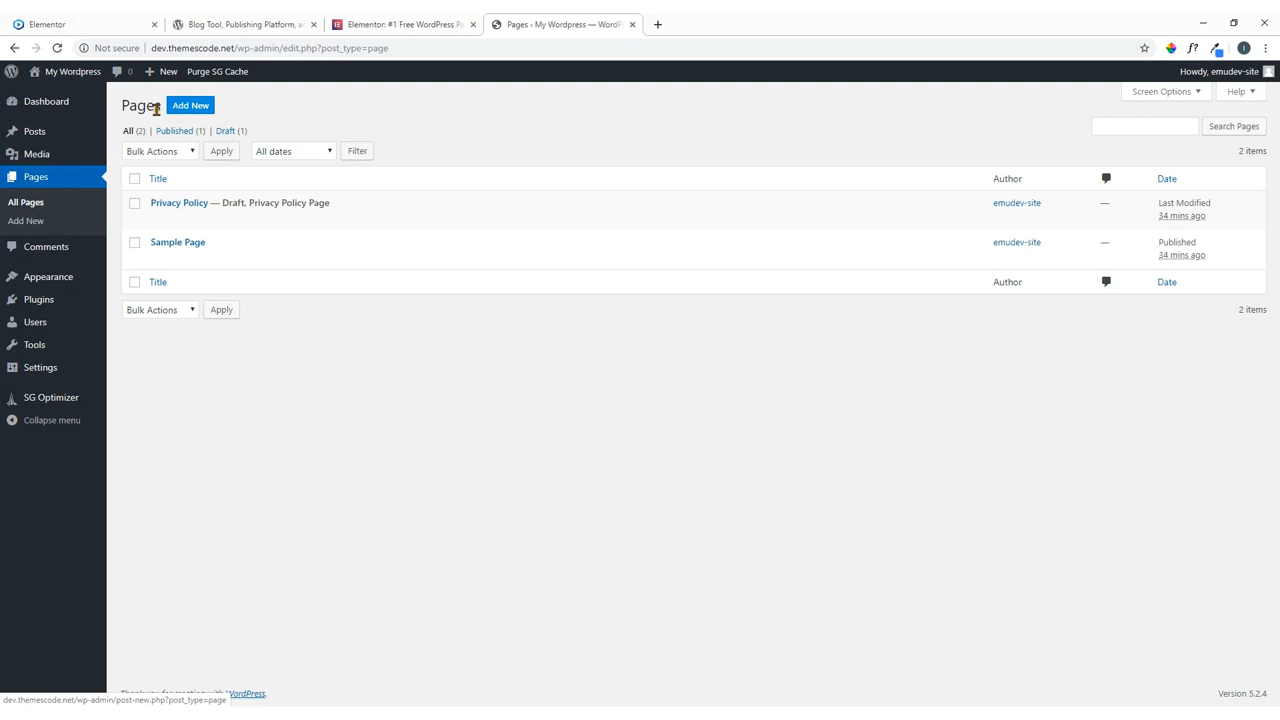 Elementor
Blog Tool, Publishing Platform, a
Elementor: #1 Free WordPress Pa
Pages ‹ My Wordpress — WordPr
Not secure | dev.themescode.net/wp-admin/edit.php?post_type=page
My Wordpress 0 New Purge SG Cache Howdy, emudev-site
Dashboard
Posts
Media
Pages
All Pages
Add New
Comments
Appearance
Plugins
Users
Tools
Settings
SG Optimizer
Collapse menu
Pages Add New
Screen Options ▾ Help ▾
All (2) | Published (1) | Draft (1)
Search Pages
Bulk Actions Apply All dates Filter
2 items
Title Author Date
Privacy Policy — Draft, Privacy Policy Page emudev-site — Last Modified
34 mins ago
Sample Page emudev-site — Published
34 mins ago
Title Author Date
Bulk Actions Apply 2 items
WordPress.
Version 5.2.4
dev.themescode.net/wp-admin/post-new.php?post_type=page